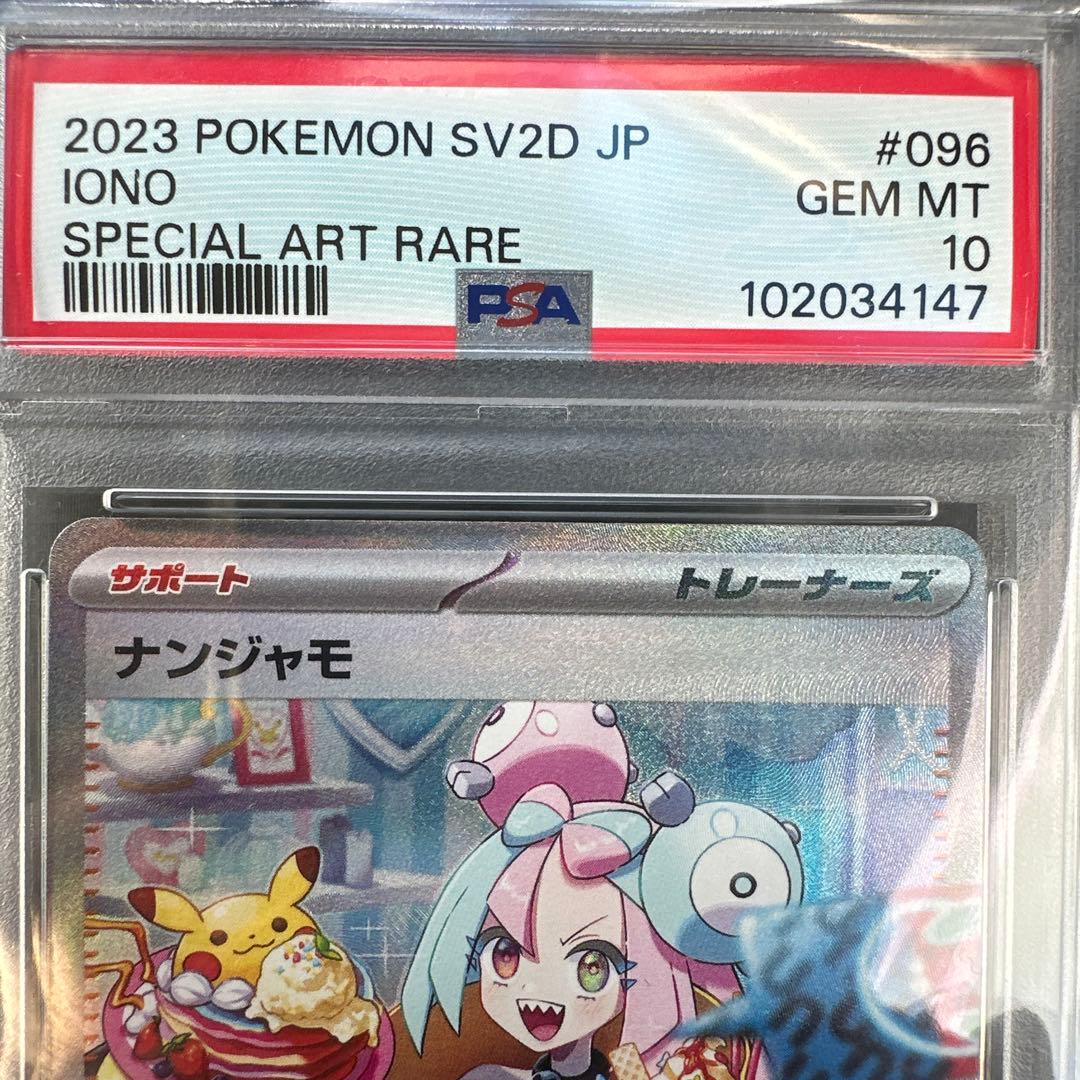 2023 POKEMON SV2D JP #096
IONO GEM MT
SPECIAL ART RARE 10
PSA 102034147
サポート トレーナーズ
ナンジャモ